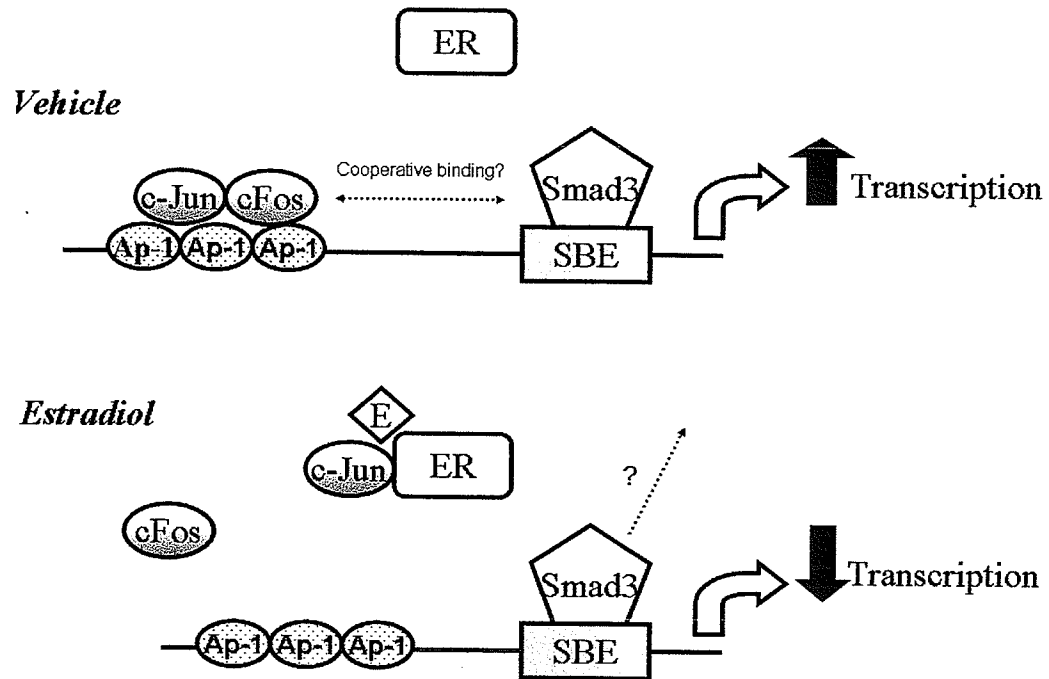 ER
Vehicle
Cooperative binding?
c-Jun cFos
Smad3
Transcription
Ap-1 Ap-1 Ap-1
SBE
Estradiol
E
c-Jun ER
?
cFos
Smad3
Transcription
Ap-1 Ap-1 Ap-1
SBE